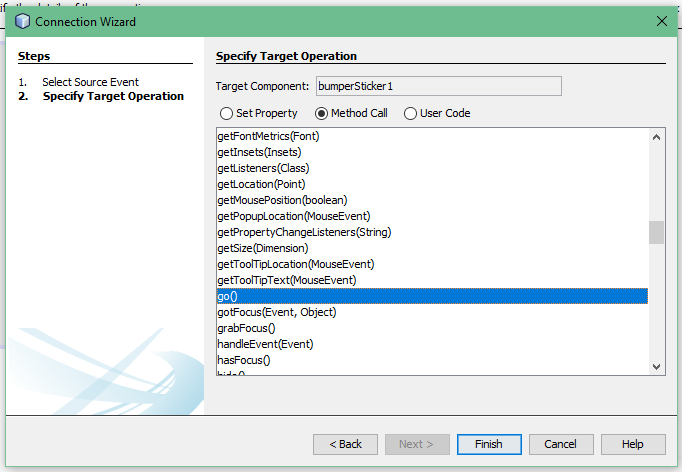 Connection Wizard
Steps
1. Select Source Event
2. Specify Target Operation
Specify Target Operation
Target Component: bumperSticker1
Set Property Method Call User Code
getFontMetrics(Font)
getInsets(Insets)
getListeners(Class)
getLocation(Point)
getMousePosition(boolean)
getPopupLocation(MouseEvent)
getPropertyChangeListeners(String)
getSize(Dimension)
getToolTipLocation(MouseEvent)
getToolTipText(MouseEvent)
go()
gotFocus(Event, Object)
grabFocus()
handleEvent(Event)
hasFocus()
< Back Next > Finish Cancel Help